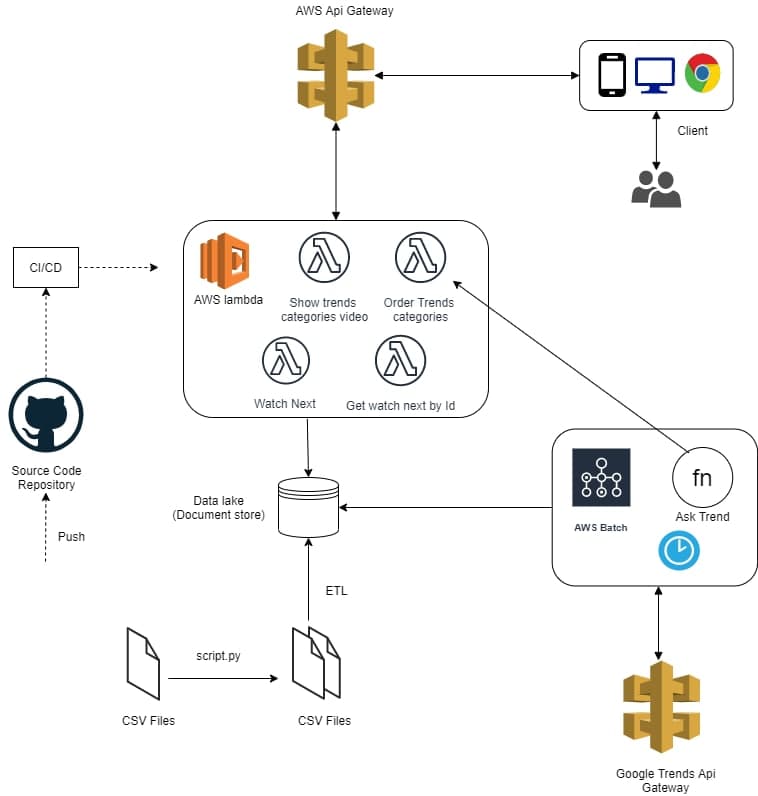 AWS Api Gateway
Client
CI/CD
AWS lambda
Show trends
categories video
Order Trends
categories
Watch Next
Get watch next by Id
Source Code
Repository
Push
Data lake
(Document store)
AWS Batch
fn
Ask Trend
ETL
script.py
CSV Files
CSV Files
Google Trends Api
Gateway